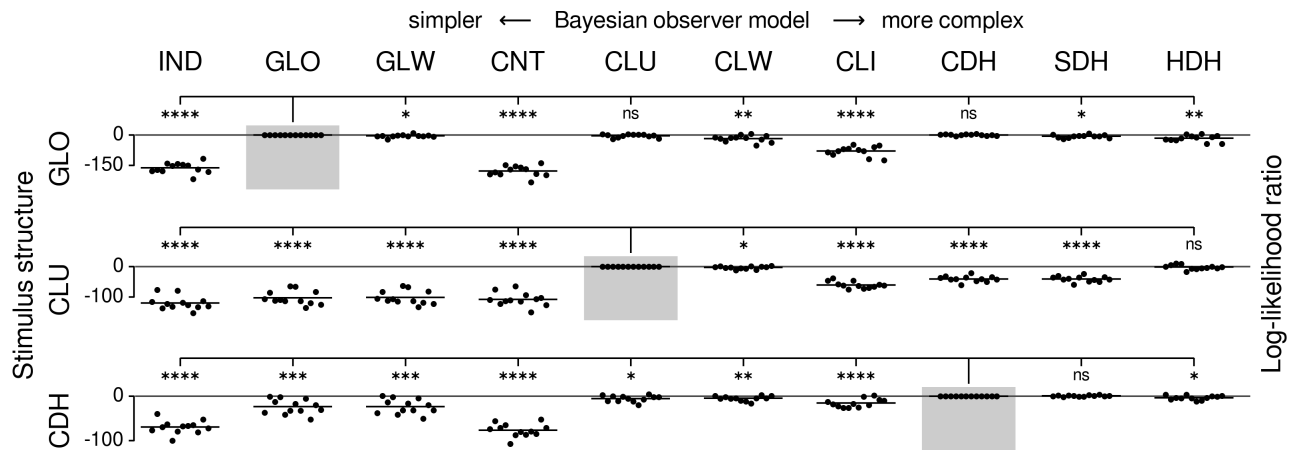 simpler ← Bayesian observer model → more complex
IND GLO GLW CNT CLU CLW CLI CDH SDH HDH
**** * **** ns ** **** ns * **
0
-150
GLO
**** **** **** **** * **** **** **** ns
0
-100
CLU
**** *** *** **** * ** **** ns *
0
-100
CDH
Stimulus structure
Log-likelihood ratio